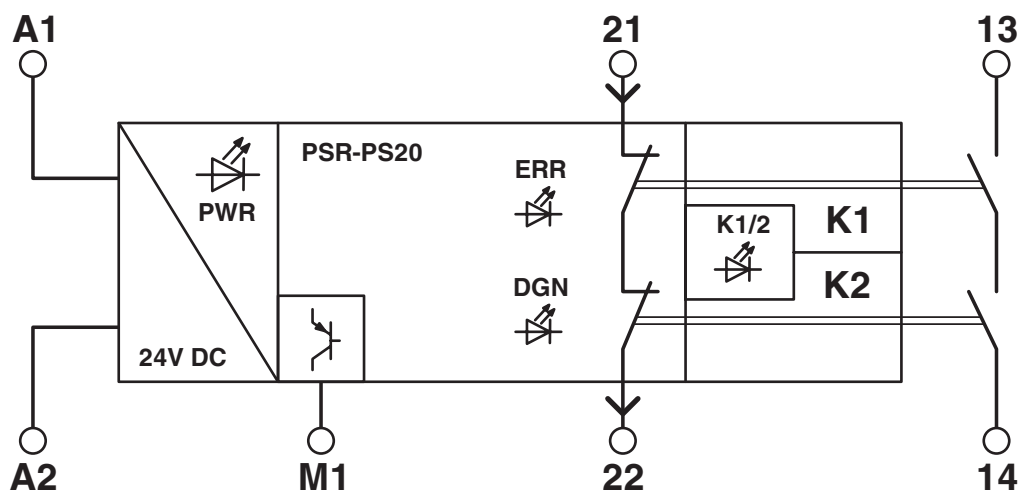 A1
21
13
PSR-PS20
ERR
PWR
K1/2
K1
K2
DGN
24V DC
A2
M1
22
14